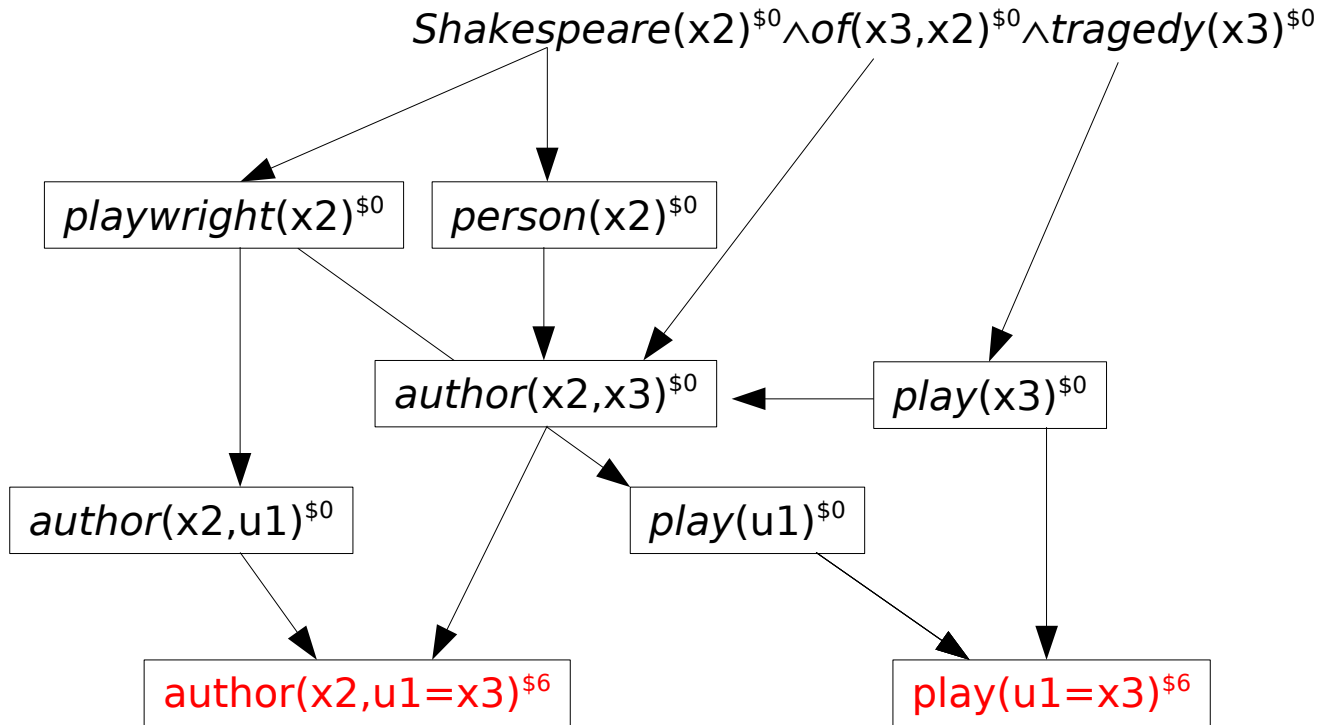 Shakespeare(x2)$0∧of(x3,x2)$0∧tragedy(x3)$0
playwright(x2)$0
person(x2)$0
author(x2,x3)$0
play(x3)$0
author(x2,u1)$0
play(u1)$0
author(x2,u1=x3)$6
play(u1=x3)$6